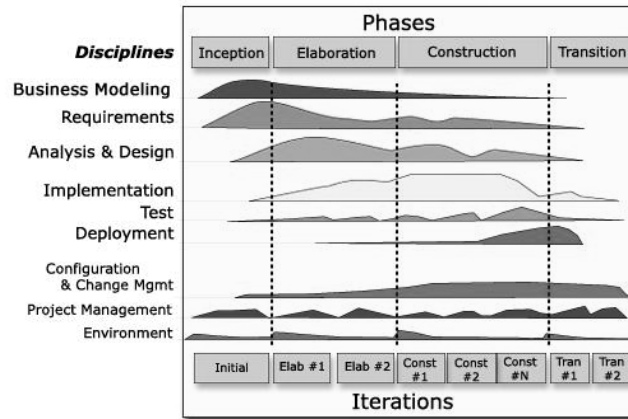 Phases
Disciplines
Inception Elaboration Construction Transition
Business Modeling
Requirements
Analysis & Design
Implementation
Test
Deployment
Configuration
& Change Mgmt
Project Management
Environment
Initial Elab #1 Elab #2 Const #1 Const #2 Const #N Tran #1 Tran #2
Iterations